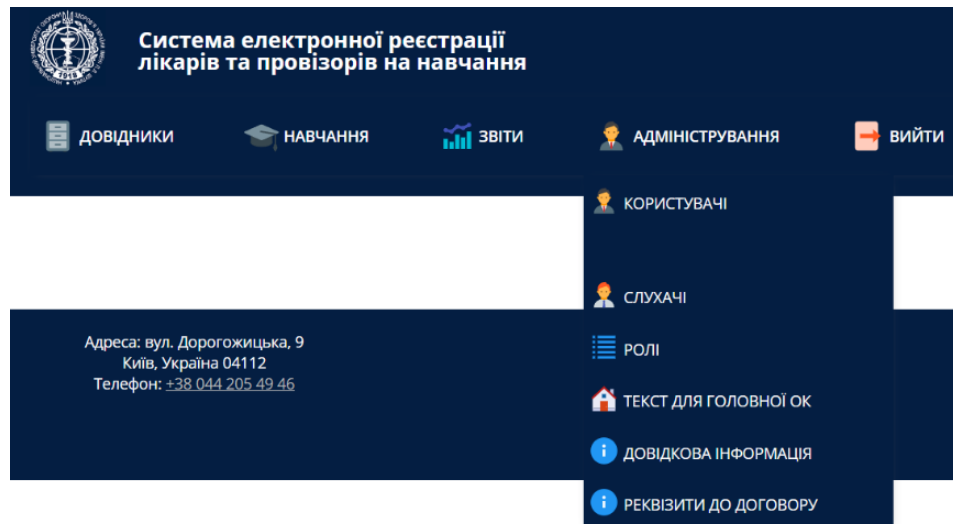 Система електронної реєстрації
лікарів та провізорів на навчання
ДОВІДНИКИ
НАВЧАННЯ
ЗВІТИ
АДМІНІСТРУВАННЯ
ВИЙТИ
КОРИСТУВАЧІ
СЛУХАЧІ
РОЛІ
ТЕКСТ ДЛЯ ГОЛОВНОЇ ОК
ДОВІДКОВА ІНФОРМАЦІЯ
РЕКВІЗИТИ ДО ДОГОВОРУ
Адреса: вул. Дорогожицька, 9
Київ, Україна 04112
Телефон: +38 044 205 49 46
1918